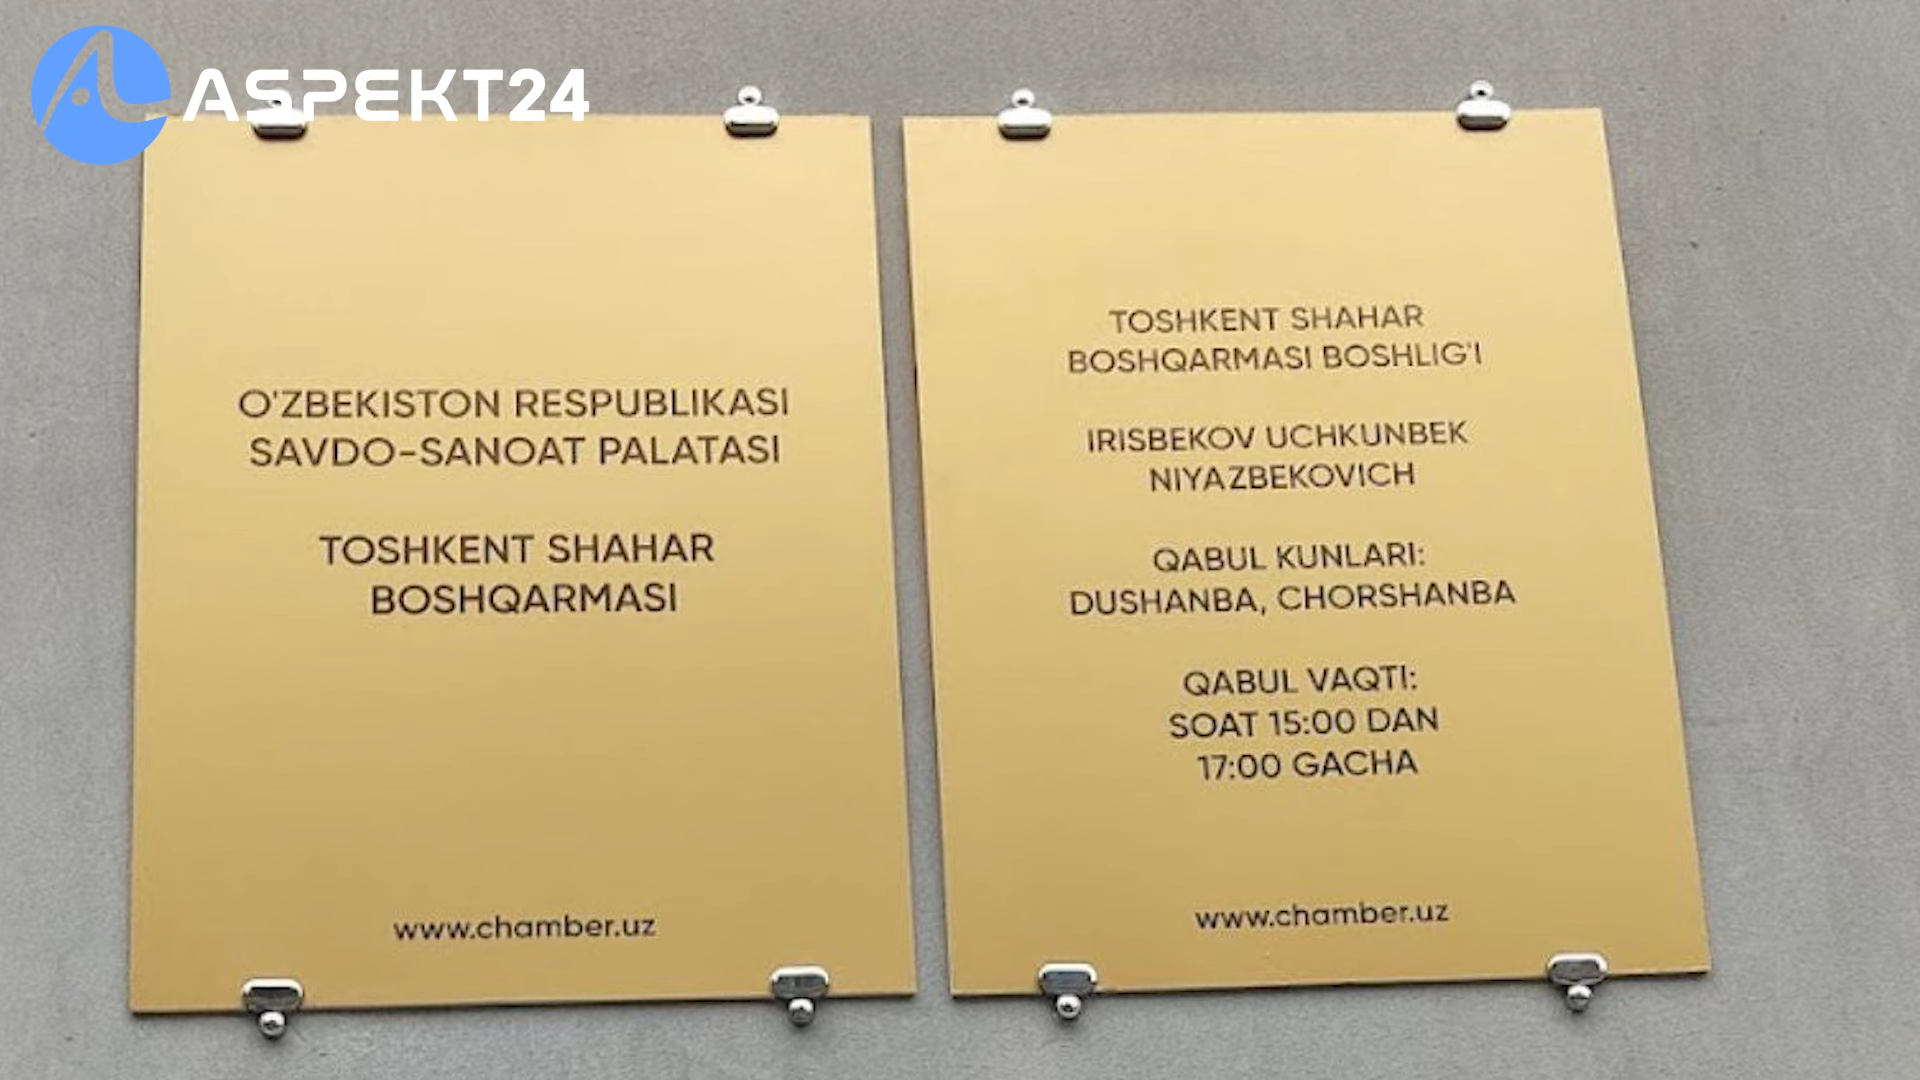 ASPEKT24
O'ZBEKISTON RESPUBLIKASI
SAVDO-SANOAT PALATASI
TOSHKENT SHAHAR
BOSHQARMASI
www.chamber.uz
TOSHKENT SHAHAR
BOSHQARMASI BOSHLIG'I
IRISBEKOV UCHKUNBEK
NIYAZBEKOVICH
QABUL KUNLARI:
DUSHANBA, CHORSHANBA
QABUL VAQTI:
SOAT 15:00 DAN
17:00 GACHA
www.chamber.uz